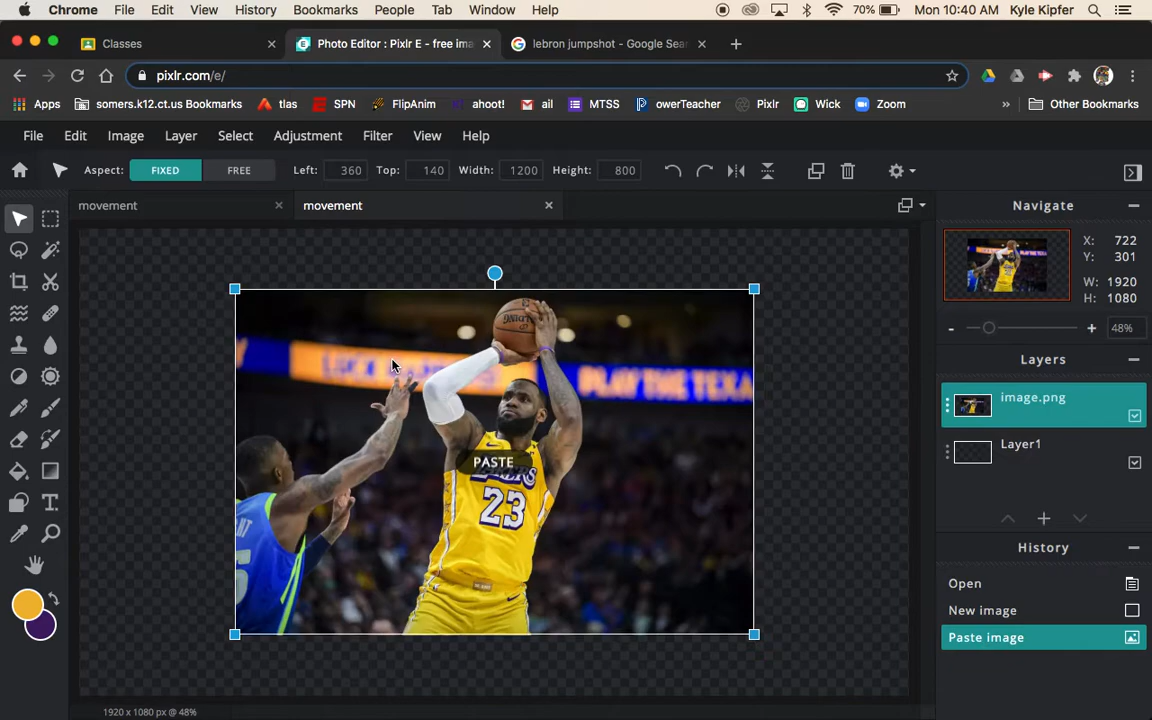 Chrome File Edit View History Bookmarks People Tab Window Help 70% Mon 10:40 AM Kyle Kipfer
Classes Photo Editor : Pixlr E - free ima lebron jumpshot - Google Sear
pixlr.com/e/
Apps somers.k12.ct.us Bookmarks tlas SPN FlipAnim ahoot! ail MTSS owerTeacher Pixlr Wick Zoom » Other Bookmarks
File Edit Image Layer Select Adjustment Filter View Help
Aspect: FIXED FREE Left: 360 Top: 140 Width: 1200 Height: 800
movement movement
Navigate
X: 722
Y: 301
W: 1920
H: 1080
- + 48%
Layers
image.png
Layer1
History
Open
New image
Paste image
PLAY THE TEXA
PASTE
23
1920 x 1080 px @ 48%